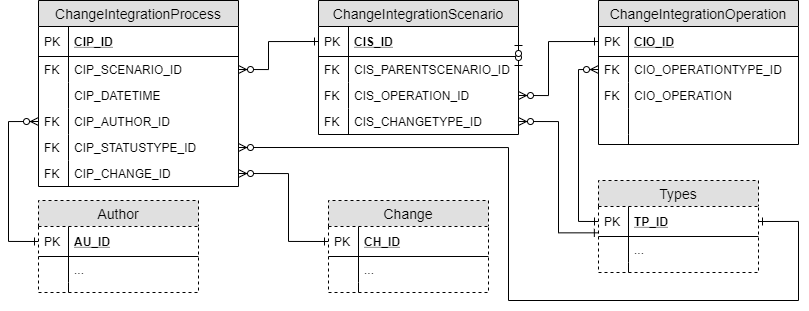 ChangeIntegrationProcess
PK CIP_ID
FK CIP_SCENARIO_ID
CIP_DATETIME
FK CIP_AUTHOR_ID
FK CIP_STATUSTYPE_ID
FK CIP_CHANGE_ID
ChangeIntegrationScenario
PK CIS_ID
FK CIS_PARENTSCENARIO_ID
FK CIS_OPERATION_ID
FK CIS_CHANGETYPE_ID
ChangeIntegrationOperation
PK CIO_ID
FK CIO_OPERATIONTYPE_ID
FK CIO_OPERATION
Author
PK AU_ID
...
Change
PK CH_ID
...
Types
PK TP_ID
...